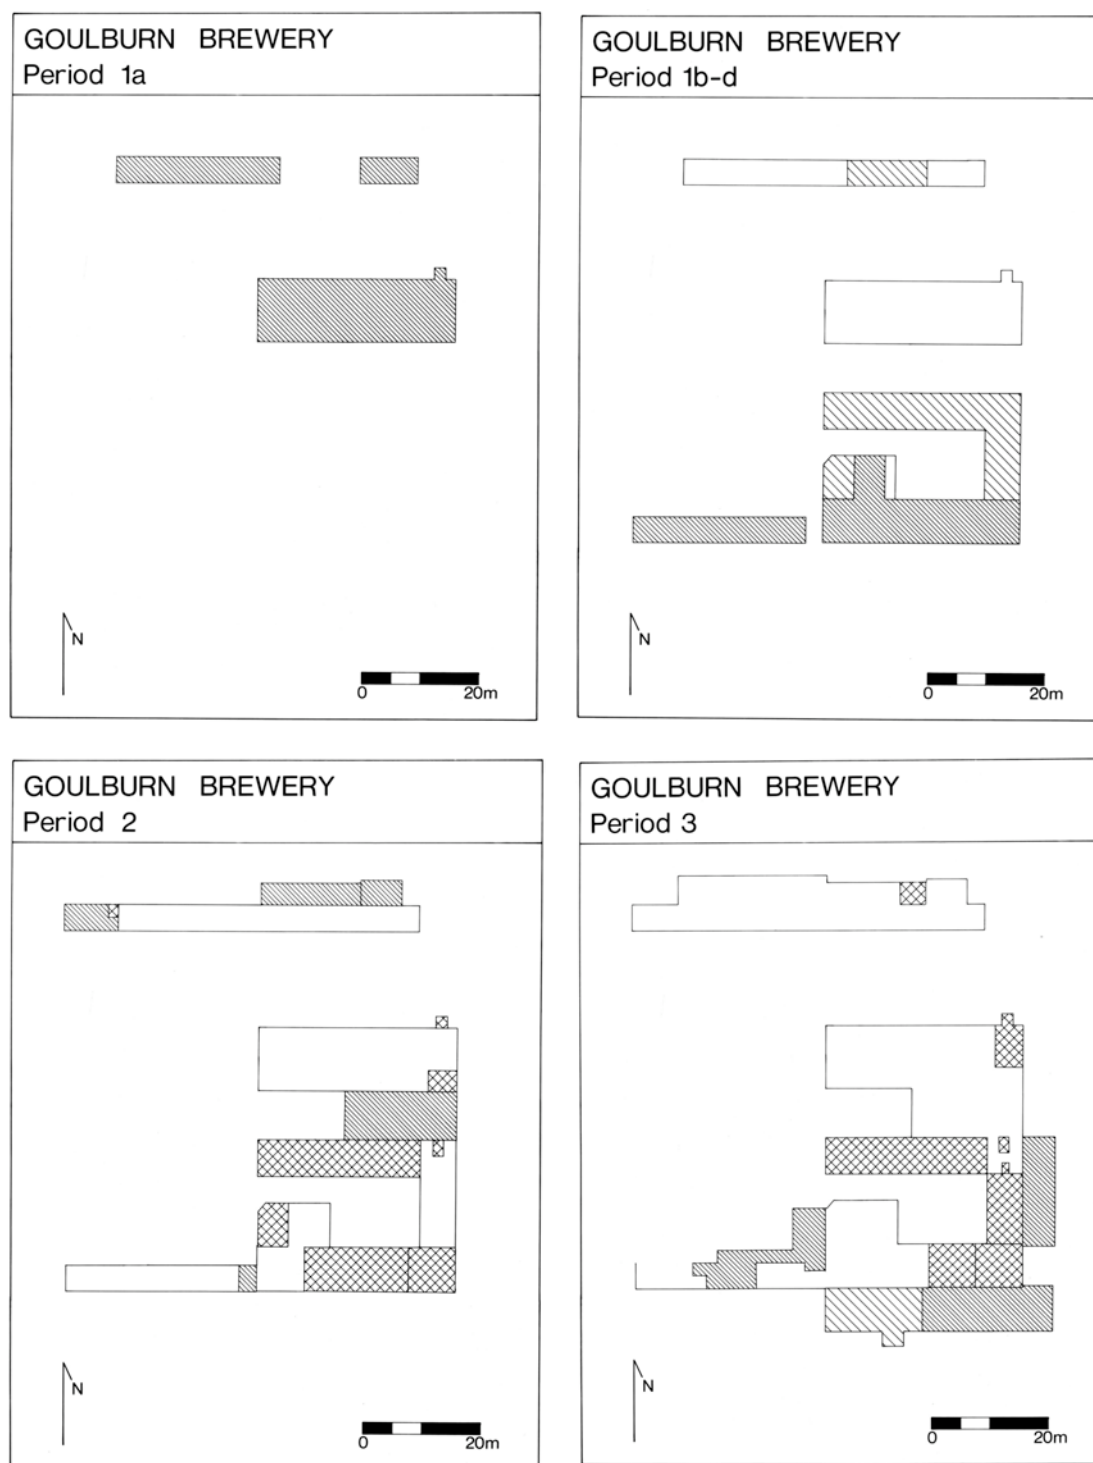 GOULBURN BREWERY
Period 1a
N
0 20m
GOULBURN BREWERY
Period 1b-d
N
0 20m
GOULBURN BREWERY
Period 2
N
0 20m
GOULBURN BREWERY
Period 3
N
0 20m